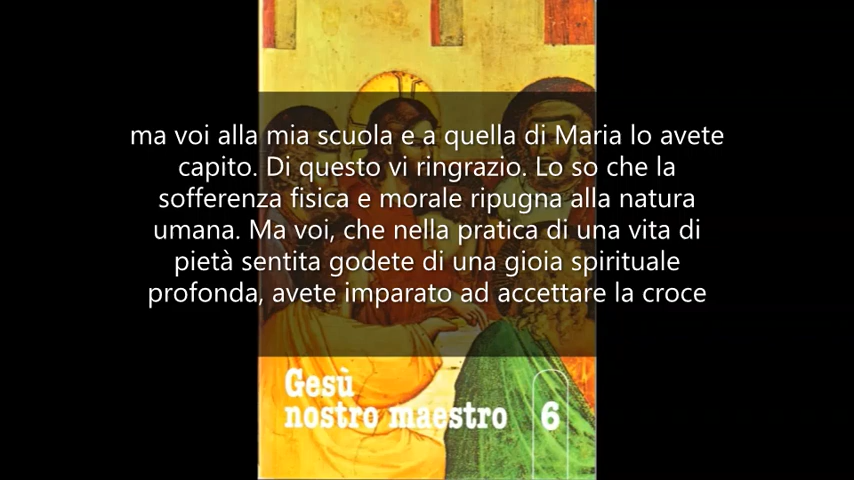 ma voi alla mia scuola e a quella di Maria lo avete
capito. Di questo vi ringrazio. Lo so che la
sofferenza fisica e morale ripugna alla natura
umana. Ma voi, che nella pratica di una vita di
pietà sentita godete di una gioia spirituale
profonda, avete imparato ad accettare la croce
Gesù
nostro maestro 6